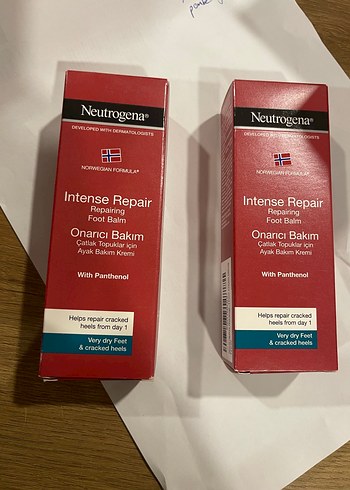 Neutrogena®
DEVELOPED WITH DERMATOLOGISTS
NORWEGIAN FORMULA®
Intense Repair
Repairing
Foot Balm
Onarıcı Bakım
Çatlak Topuklar için
Ayak Bakım Kremi
With Panthenol
Helps repair cracked
heels from day 1
Very dry Feet
& cracked heels
Neutrogena®
DEVELOPED WITH DERMATOLOGISTS
NORWEGIAN FORMULA®
Intense Repair
Repairing
Foot Balm
Onarıcı Bakım
Çatlak Topuklar için
Ayak Bakım Kremi
With Panthenol
Helps repair cracked
heels from day 1
Very dry Feet
& cracked heels